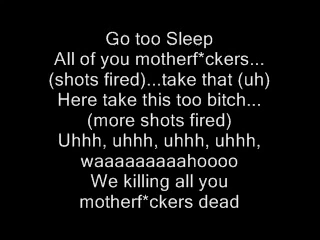 Go too Sleep
All of you motherf*ckers...
(shots fired)...take that (uh)
Here take this too bitch...
(more shots fired)
Uhhh, uhhh, uhhh, uhhh,
waaaaaaaaahoooo
We killing all you
motherf*ckers dead